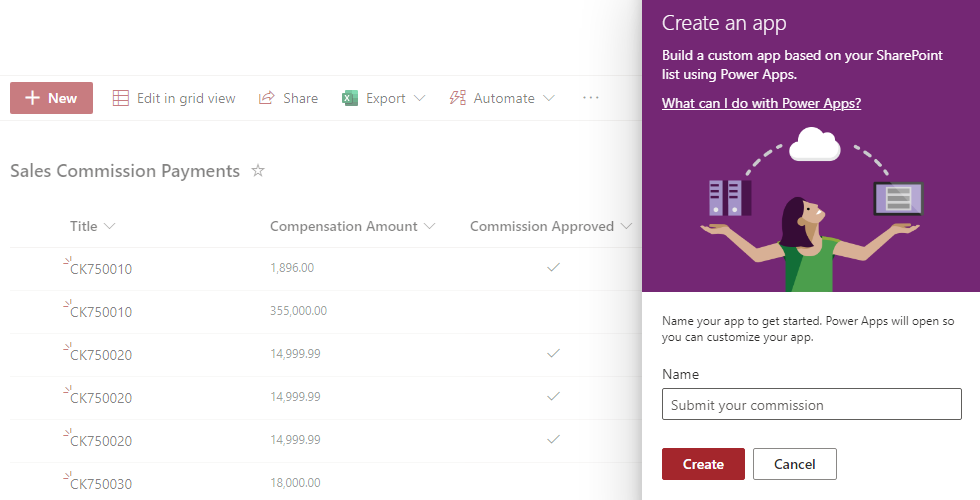 New
Edit in grid view
Share
Export
Automate
...
Sales Commission Payments
Title
Compensation Amount
Commission Approved
CK750010
1,896.00
CK750010
355,000.00
CK750020
14,999.99
CK750020
14,999.99
CK750020
14,999.99
CK750030
18,000.00
Create an app
Build a custom app based on your SharePoint
list using Power Apps.
What can I do with Power Apps?
Name your app to get started. Power Apps will open so
you can customize your app.
Name
Submit your commission
Create
Cancel